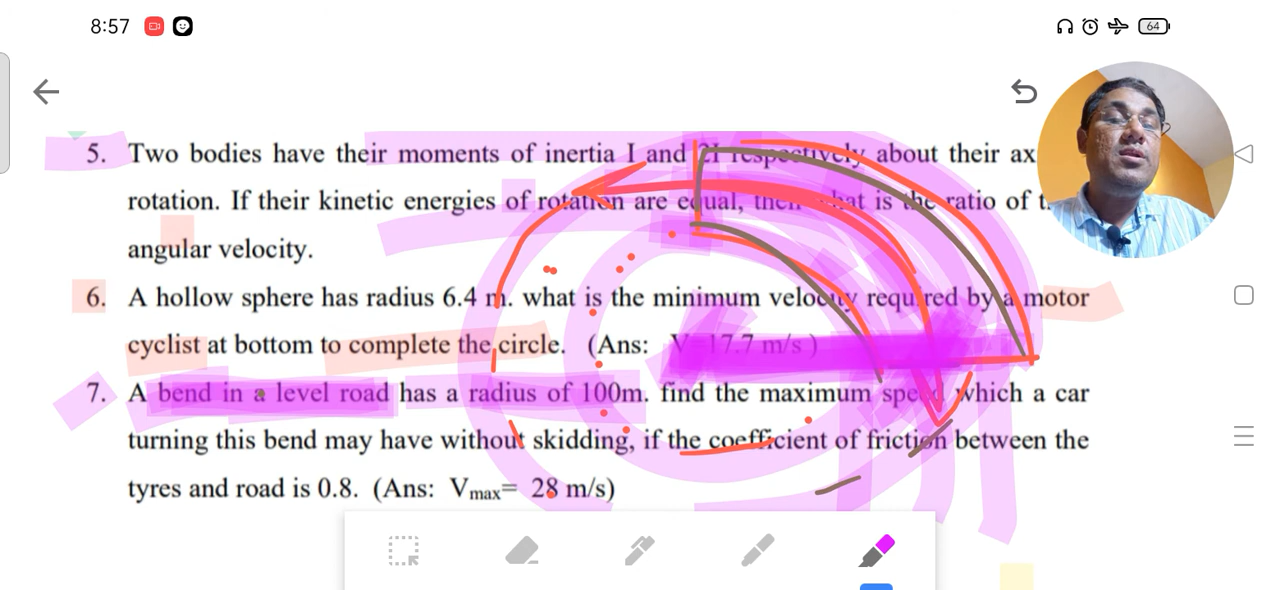 8:57
64
5. Two bodies have their moments of inertia I and 2I respectively about their ax
rotation. If their kinetic energies of rotation are equal, then what is the ratio of t
angular velocity.
6. A hollow sphere has radius 6.4 m. what is the minimum velocity required by a motor
cyclist at bottom to complete the circle. (Ans: V=17.7 m/s )
7. A bend in a level road has a radius of 100m. find the maximum speed which a car
turning this bend may have without skidding, if the coefficient of friction between the
tyres and road is 0.8. (Ans: Vmax= 28 m/s)